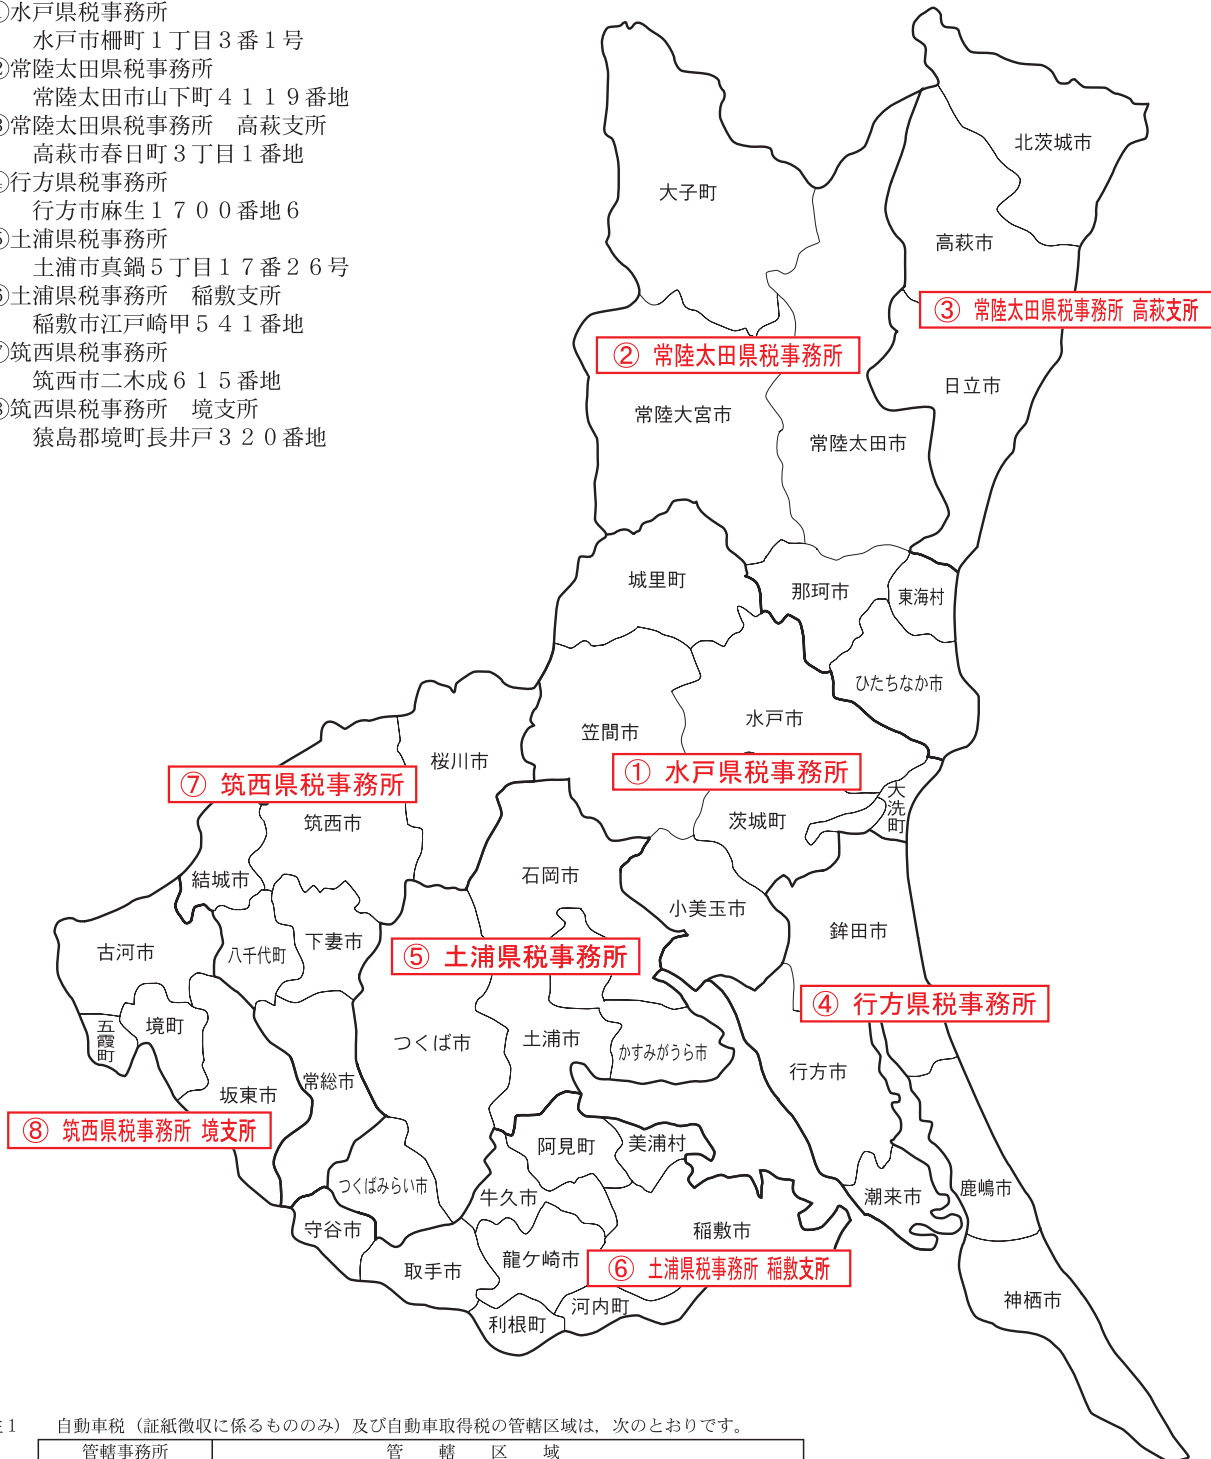 ①水戸県税事務所
水戸市柵町１丁目３番１号
②常陸太田県税事務所
常陸太田市山下町４１１９番地
③常陸太田県税事務所　高萩支所
高萩市春日町３丁目１番地
④行方県税事務所
行方市麻生１７００番地６
⑤土浦県税事務所
土浦市真鍋５丁目１７番２６号
⑥土浦県税事務所　稲敷支所
稲敷市江戸崎甲５４１番地
⑦筑西県税事務所
筑西市二木成６１５番地
⑧筑西県税事務所　境支所
猿島郡境町長井戸３２０番地
北茨城市
大子町
高萩市
③ 常陸太田県税事務所 高萩支所
② 常陸太田県税事務所
日立市
常陸大宮市
常陸太田市
城里町
那珂市
東海村
ひたちなか市
水戸市
笠間市
桜川市
① 水戸県税事務所
⑦ 筑西県税事務所
大洗町
茨城町
筑西市
石岡市
結城市
小美玉市
鉾田市
下妻市
八千代町
古河市
⑤ 土浦県税事務所
④ 行方県税事務所
境町
五霞町
つくば市
土浦市
かすみがうら市
行方市
常総市
坂東市
⑧ 筑西県税事務所 境支所
阿見町
美浦村
つくばみらい市
牛久市
潮来市
鹿嶋市
守谷市
稲敷市
龍ケ崎市
取手市
⑥ 土浦県税事務所 稲敷支所
神栖市
河内町
利根町
注１　自動車税（証紙徴収に係るもののみ）及び自動車取得税の管轄区域は，次のとおりです。
管轄事務所
管　轄　区　域